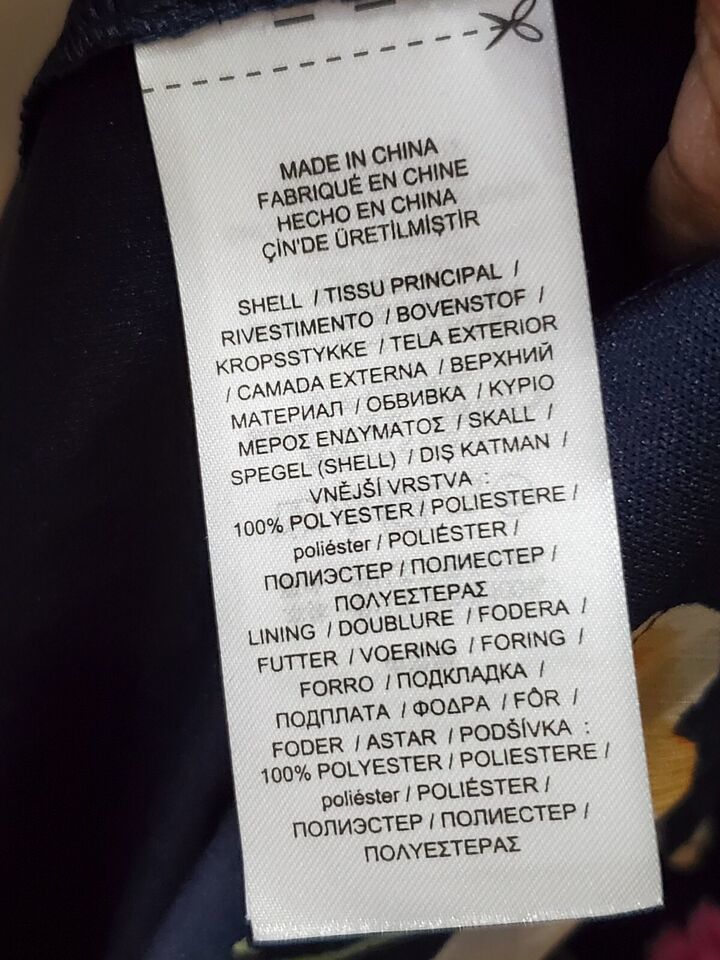 MADE IN CHINA
FABRIQUÉ EN CHINE
HECHO EN CHINA
ÇİN'DE ÜRETİLMİŞTİR
SHELL / TISSU PRINCIPAL /
RIVESTIMENTO / BOVENSTOF /
KROPSSTYKKE / TELA EXTERIOR
/ CAMADA EXTERNA / ВЕРХНИЙ
МАТЕРИАЛ / ОБВИВКА / ΚΥΡΙΟ
ΜΕΡΟΣ ΕΝΔΥΜΑΤΟΣ / SKALL /
SPEGEL (SHELL) / DIŞ KATMAN /
VNĚJŠÍ VRSTVA :
100% POLYESTER / POLIESTERE /
poliéster / POLIÉSTER /
ПОЛИЭСТЕР / ПОЛИЕСТЕР /
ΠΟΛΥΕΣΤΕΡΑΣ
LINING / DOUBLURE / FODERA /
FUTTER / VOERING / FORING /
FORRO / ПОДКЛАДКА /
ПОДПЛАТА / ΦΟΔΡΑ / FÔR /
FODER / ASTAR / PODŠÍVKA :
100% POLYESTER / POLIESTERE /
poliéster / POLIÉSTER /
ПОЛИЭСТЕР / ПОЛИЕСТЕР /
ΠΟΛΥΕΣΤΕΡΑΣ